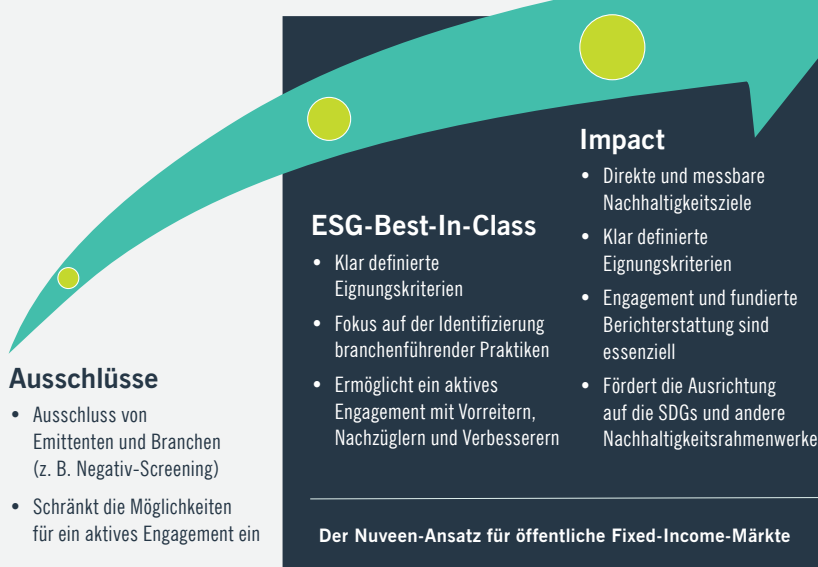 Ausschlüsse
• Ausschluss von
Emittenten und Branchen
(z. B. Negativ-Screening)
• Schränkt die Möglichkeiten
für ein aktives Engagement ein
ESG-Best-In-Class
• Klar definierte
Eignungskriterien
• Fokus auf der Identifizierung
branchenführender Praktiken
• Ermöglicht ein aktives
Engagement mit Vorreitern,
Nachzüglern und Verbesserern
Impact
• Direkte und messbare
Nachhaltigkeitsziele
• Klar definierte
Eignungskriterien
• Engagement und fundierte
Berichterstattung sind
essenziell
• Fördert die Ausrichtung
auf die SDGs und andere
Nachhaltigkeitsrahmenwerke
Der Nuveen-Ansatz für öffentliche Fixed-Income-Märkte